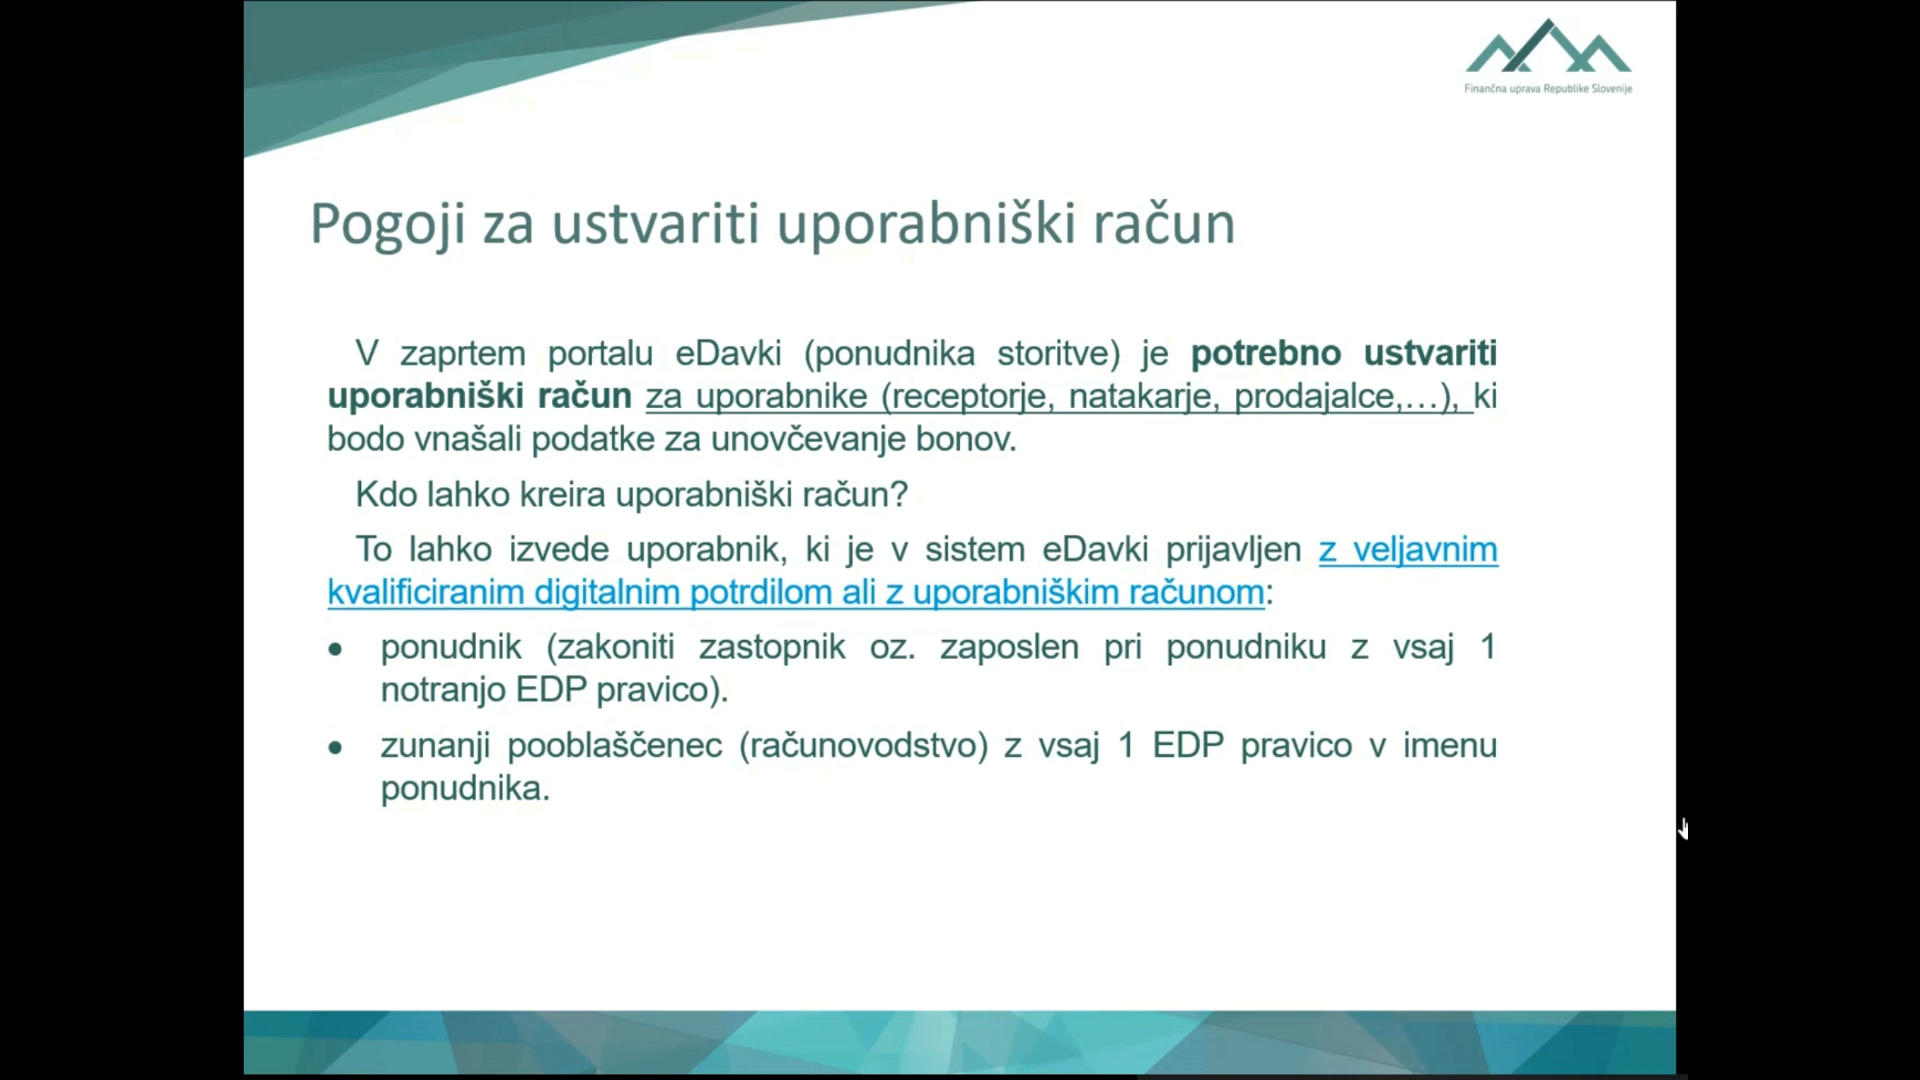 Finančna uprava Republike Slovenije
Pogoji za ustvariti uporabniški račun
V zaprtem portalu eDavki (ponudnika storitve) je potrebno ustvariti
uporabniški račun za uporabnike (receptorje, natakarje, prodajalce,…), ki
bodo vnašali podatke za unovčevanje bonov.
Kdo lahko kreira uporabniški račun?
To lahko izvede uporabnik, ki je v sistem eDavki prijavljen z veljavnim
kvalificiranim digitalnim potrdilom ali z uporabniškim računom:
• ponudnik (zakoniti zastopnik oz. zaposlen pri ponudniku z vsaj 1
notranjo EDP pravico).
• zunanji pooblaščenec (računovodstvo) z vsaj 1 EDP pravico v imenu
ponudnika.